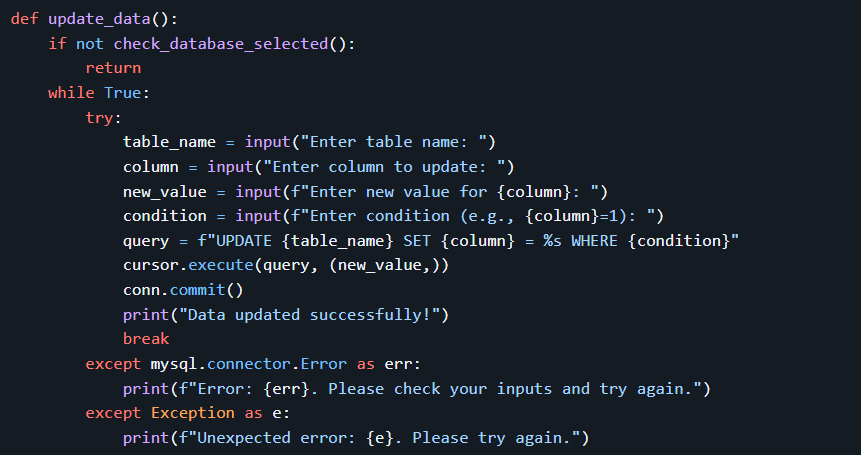 def update_data():
    if not check_database_selected():
        return
    while True:
        try:
            table_name = input("Enter table name: ")
            column = input("Enter column to update: ")
            new_value = input(f"Enter new value for {column}: ")
            condition = input(f"Enter condition (e.g., {column}=1): ")
            query = f"UPDATE {table_name} SET {column} = %s WHERE {condition}"
            cursor.execute(query, (new_value,))
            conn.commit()
            print("Data updated successfully!")
            break
        except mysql.connector.Error as err:
            print(f"Error: {err}. Please check your inputs and try again.")
        except Exception as e:
            print(f"Unexpected error: {e}. Please try again.")